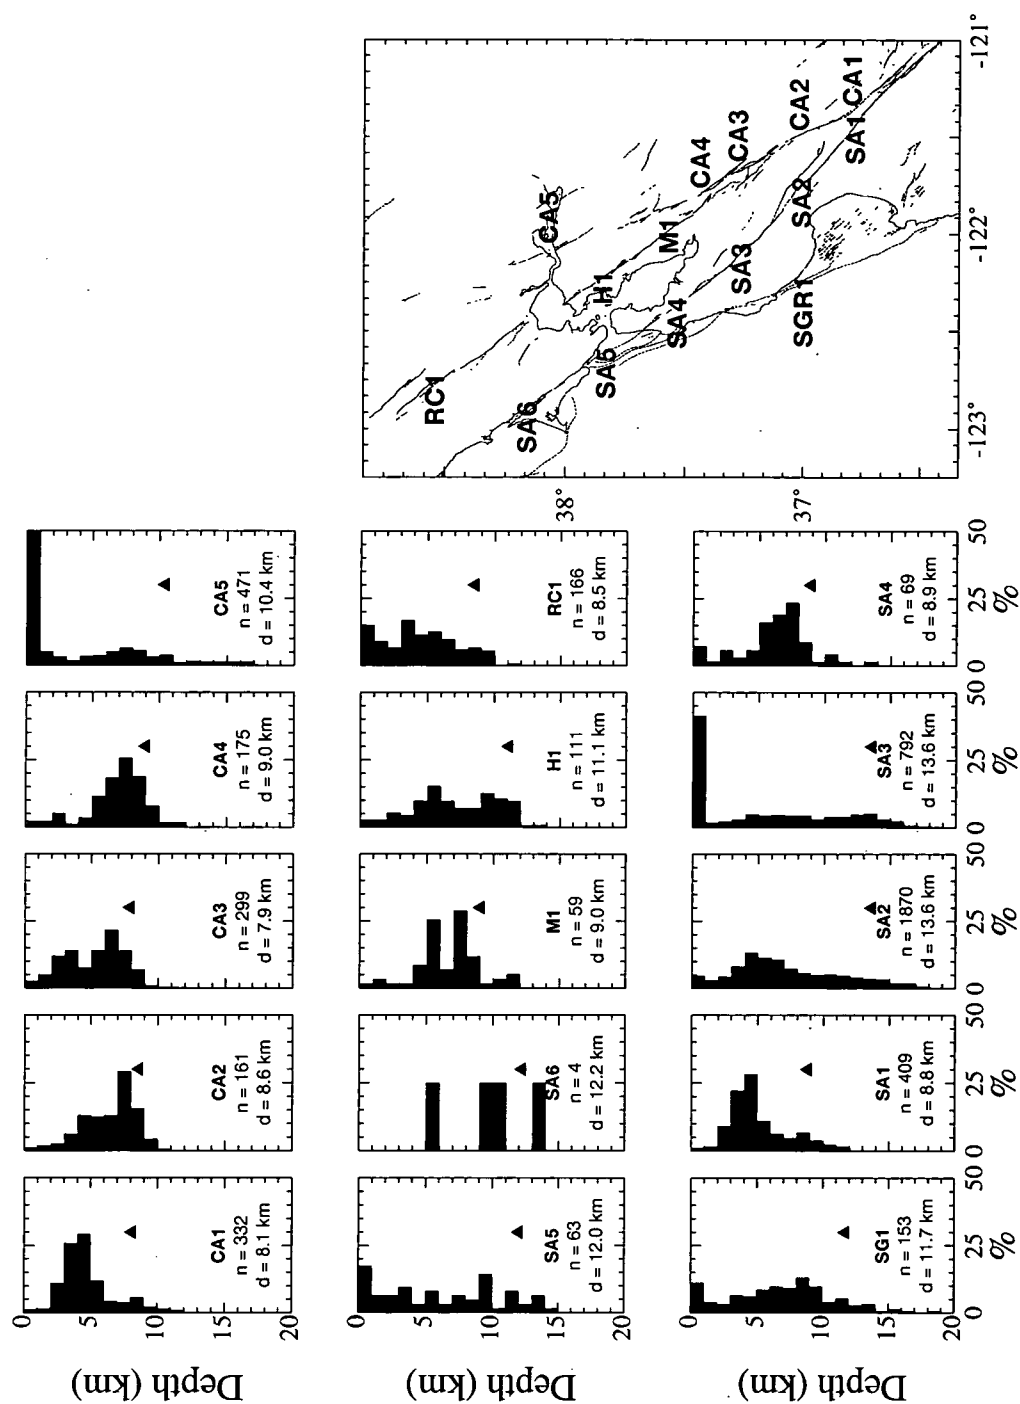 Depth (km)
0
5
10
15
20
CA1
n = 332
d = 8.1 km
CA2
n = 161
d = 8.6 km
CA3
n = 299
d = 7.9 km
CA4
n = 175
d = 9.0 km
CA5
n = 471
d = 10.4 km
Depth (km)
0
5
10
15
20
SA5
n = 63
d = 12.0 km
SA6
n = 4
d = 12.2 km
M1
n = 59
d = 9.0 km
H1
n = 111
d = 11.1 km
RC1
n = 166
d = 8.5 km
Depth (km)
0
5
10
15
20
SG1
n = 153
d = 11.7 km
SA1
n = 409
d = 8.8 km
SA2
n = 1870
d = 13.6 km
SA3
n = 792
d = 13.6 km
SA4
n = 69
d = 8.9 km
0 25 50
0 25 50
0 25 50
0 25 50
0 25 50
%
%
%
%
%
38°
37°
RC1
CA5
SA6
H1
SA5
M1
CA4
SA4
CA3
SA3
CA2
SA2
SGR1
CA1
SA1
-123°
-122°
-121°